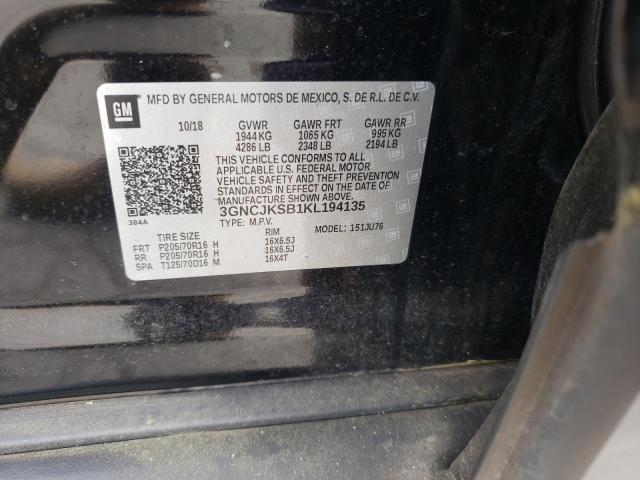 GM
MFD BY GENERAL MOTORS DE MEXICO, S. DE R.L. DE C.V.
10/18 GVWR GAWR FRT GAWR RR
1944 KG 1065 KG 995 KG
4286 LB 2348 LB 2194 LB
THIS VEHICLE CONFORMS TO ALL
APPLICABLE U.S. FEDERAL MOTOR
VEHICLE SAFETY, BUMPER, AND THEFT
PREVENTION STANDARDS IN EFFECT ON
THE DATE OF MANUFACTURE SHOWN ABOVE.
3GNCJKSB1KL194135
384A
TYPE: M.P.V. MODEL: 151JU76
TIRE SIZE RIM
FRT P205/70R16 H 16X6.5J
RR P205/70R16 H 16X6.5J
SPA T125/70D16 M 16X4T